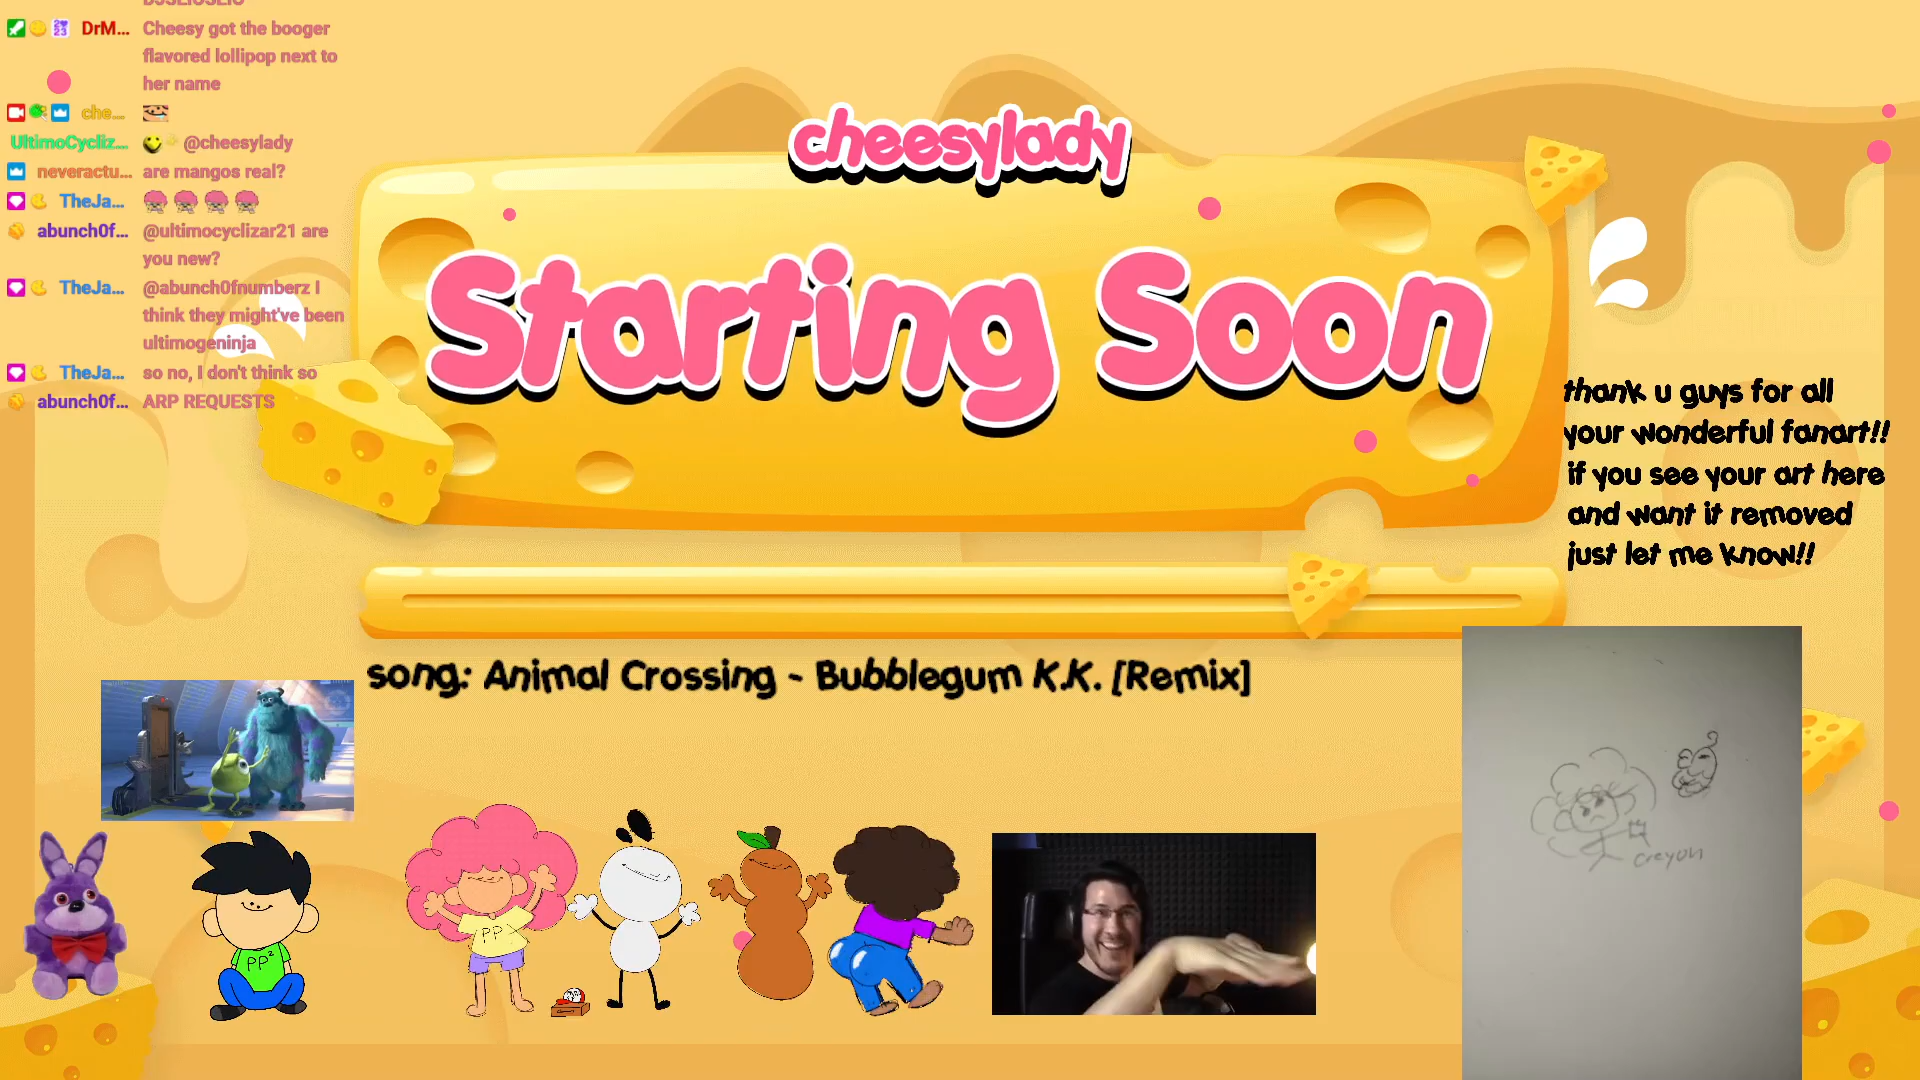 DrM... Cheesy got the booger
flavored lollipop next to
her name
che...
UltimoCycliz... @cheesylady
neveractu... are mangos real?
TheJa...
abunch0f... @ultimocyclizar21 are
you new?
TheJa... @abunch0fnumberz I
think they might've been
ultimogeninja
TheJa... so no, I don't think so
abunch0f... ARP REQUESTS
cheesylady
Starting Soon
thank u guys for all
your wonderful fanart!!
if you see your art here
and want it removed
just let me know!!
song: Animal Crossing - Bubblegum K.K. [Remix]
PP²
PP
creyon